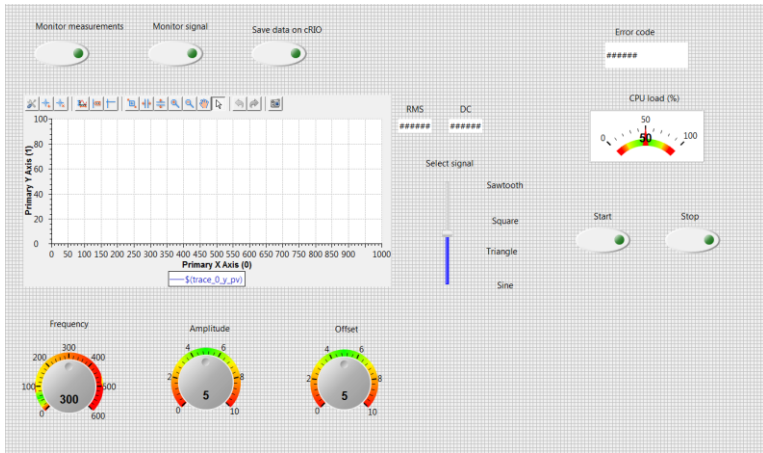 Monitor measurements
Monitor signal
Save data on cRIO
Error code
######
CPU load (%)
0 50 100
50
RMS DC
###### ######
Select signal
Sawtooth
Square
Triangle
Sine
Start
Stop
Primary Y Axis (1)
100
80
60
40
20
0
0 50 100 150 200 250 300 350 400 450 500 550 600 650 700 750 800 850 900 1000
Primary X Axis (0)
$(trace_0_y_pv)
Frequency
0 100 200 300 400 500 600
300
Amplitude
0 2 4 6 8 10
5
Offset
0 2 4 6 8 10
5